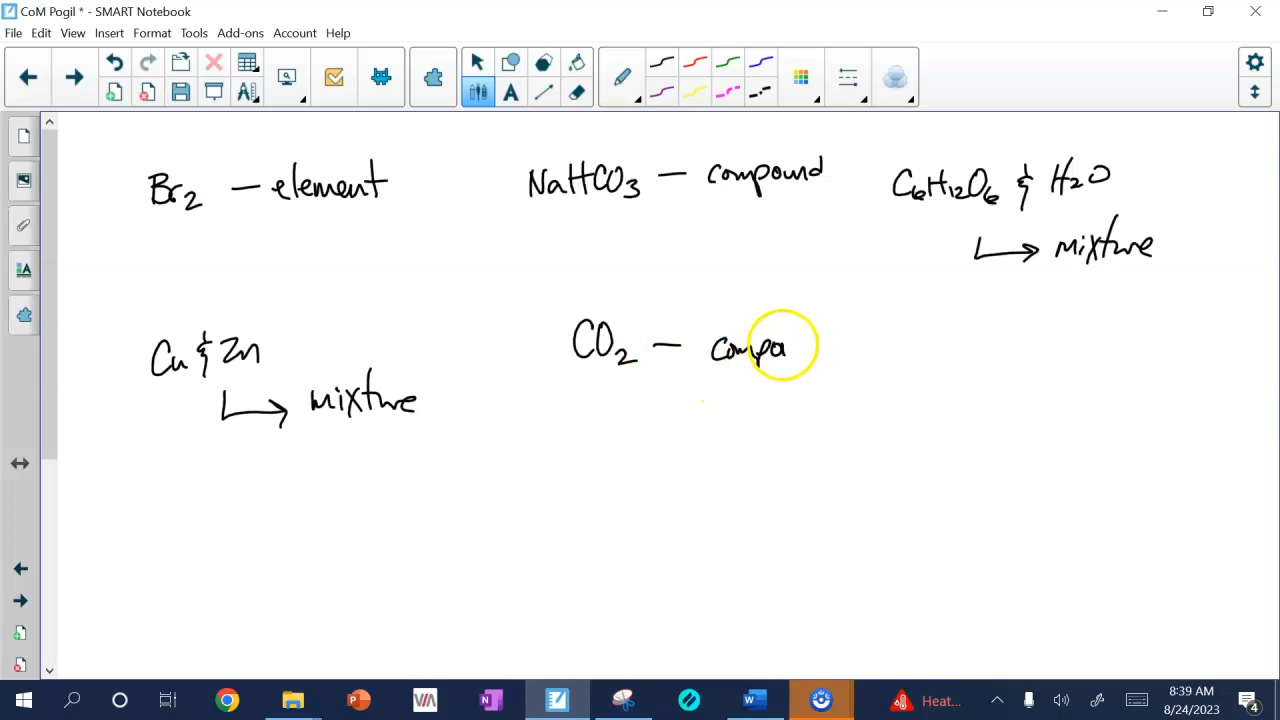 CoM Pogil * - SMART Notebook
File Edit View Insert Format Tools Add-ons Account Help
Br2 — element
NaHCO3 — compound
C6H12O6 & H2O
↳ mixture
Cu & Zn
↳ mixture
CO2 — compo
Heat...
8:39 AM
8/24/2023
4